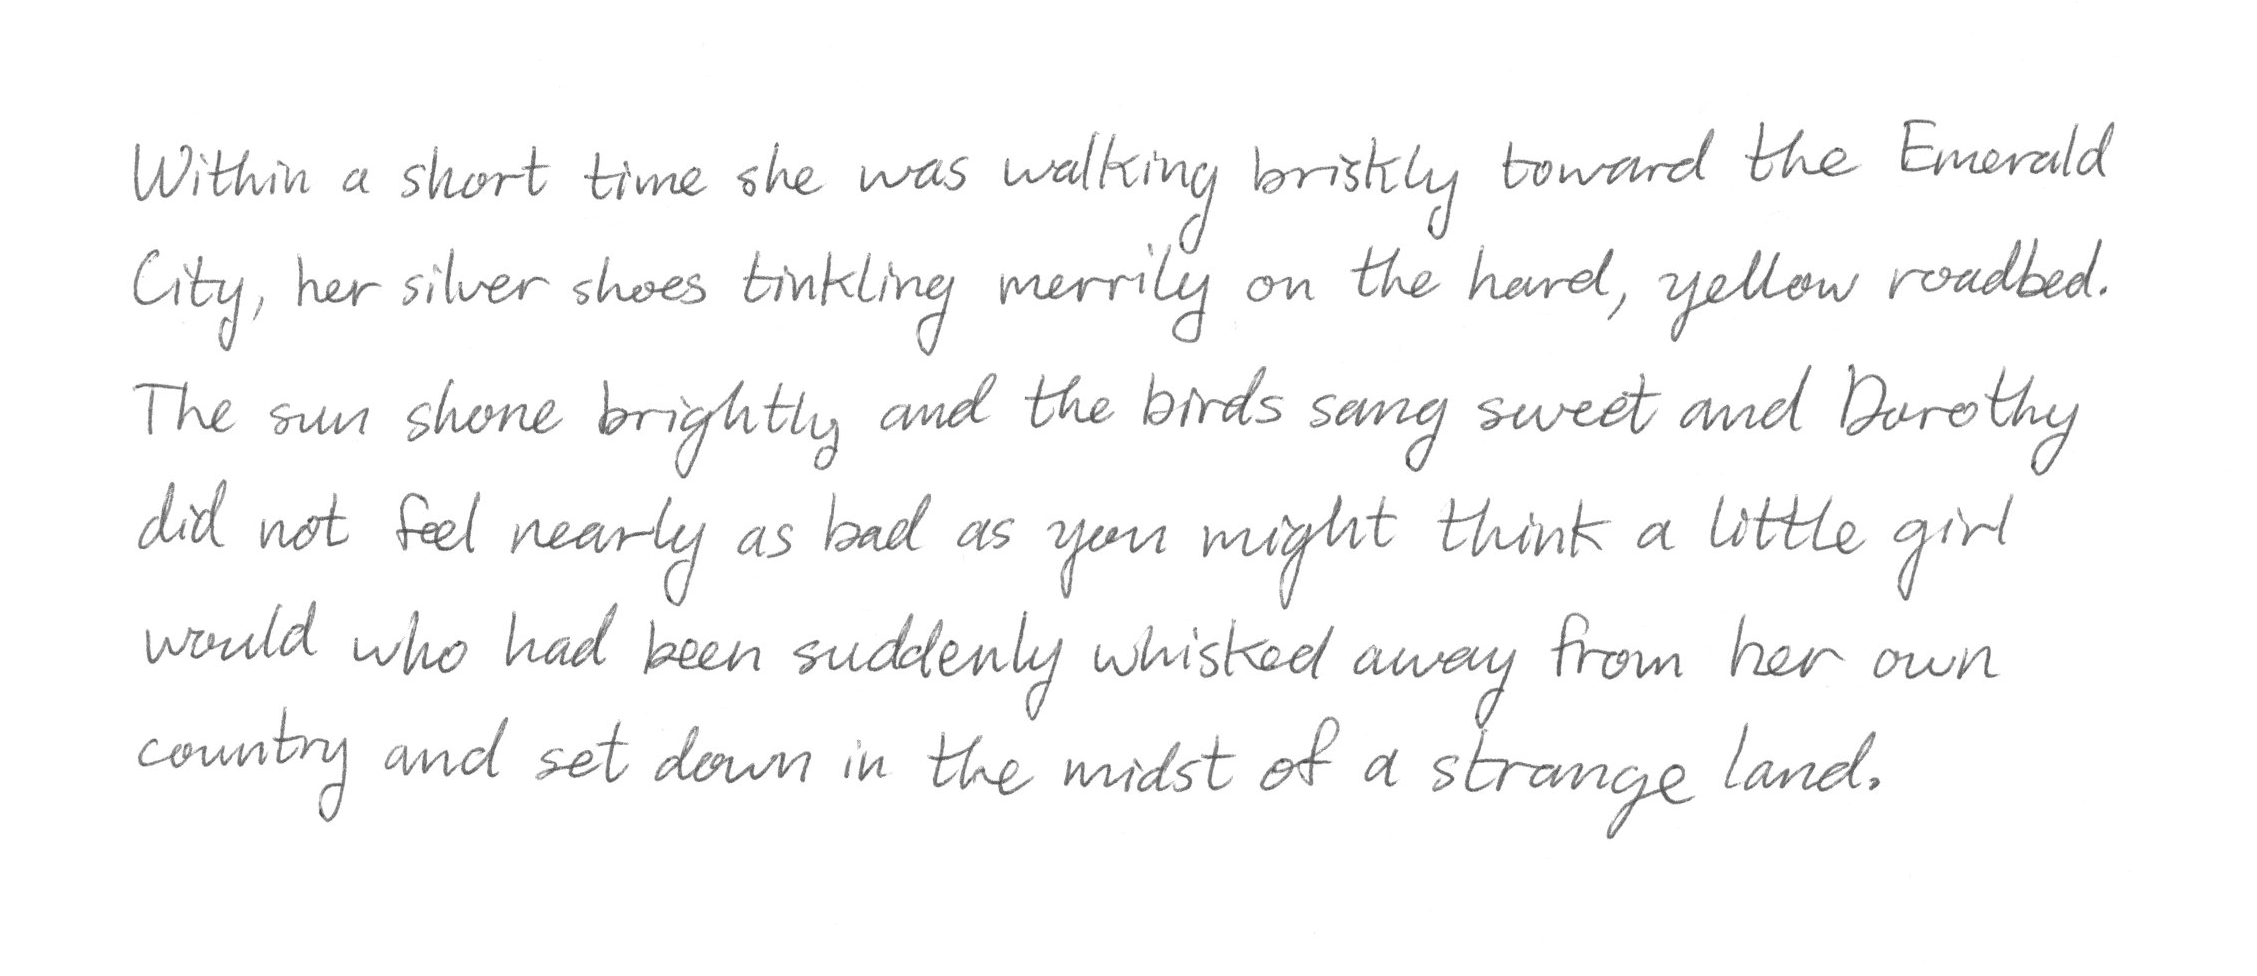 Within a short time she was walking briskly toward the Emerald
City, her silver shoes tinkling merrily on the hard, yellow roadbed.
The sun shone brightly and the birds sang sweet and Dorothy
did not feel nearly as bad as you might think a little girl
would who had been suddenly whisked away from her own
country and set down in the midst of a strange land.